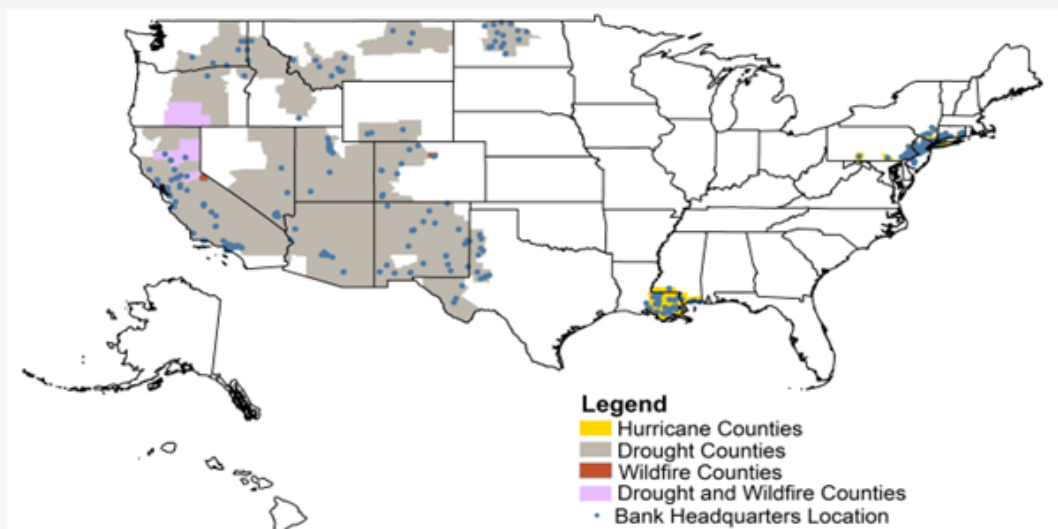 Legend
Hurricane Counties
Drought Counties
Wildfire Counties
Drought and Wildfire Counties
Bank Headquarters Location